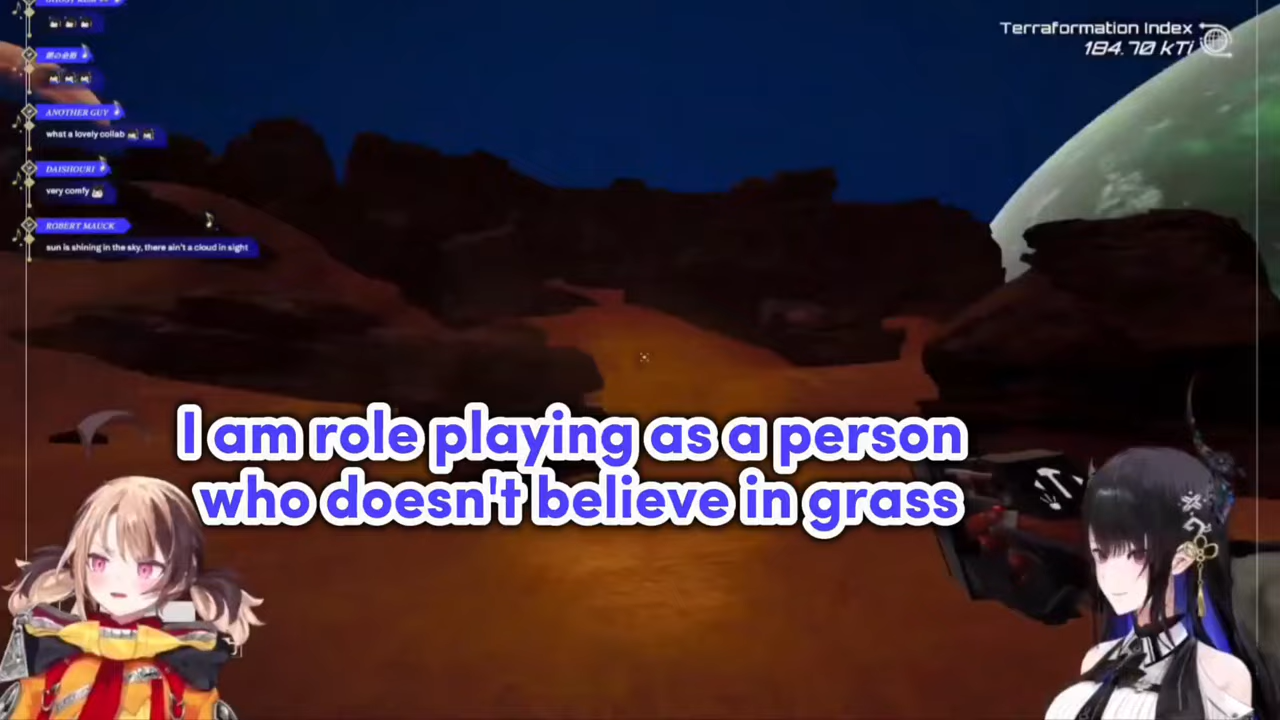 Terraformation Index
184.70 kTi
ANOTHER GUY
what a lovely collab
DAISHOURI
very comfy
ROBERT MAUCK
sun is shining in the sky, there ain't a cloud in sight
I am role playing as a person
who doesn't believe in grass